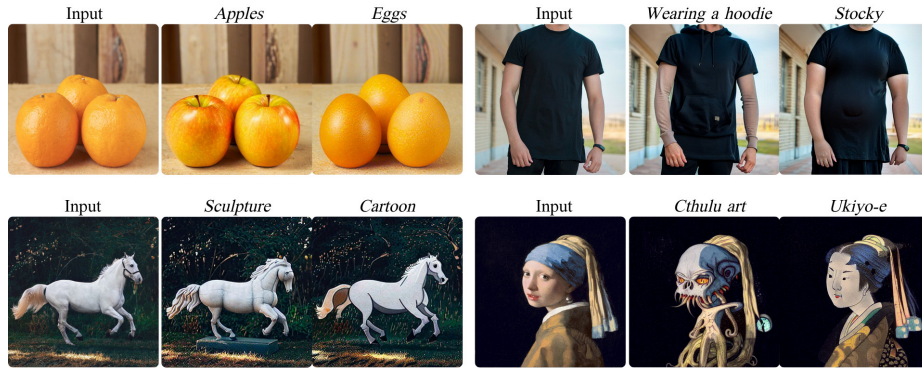 Input Apples Eggs Input Wearing a hoodie Stocky
Input Sculpture Cartoon Input Cthulu art Ukiyo-e